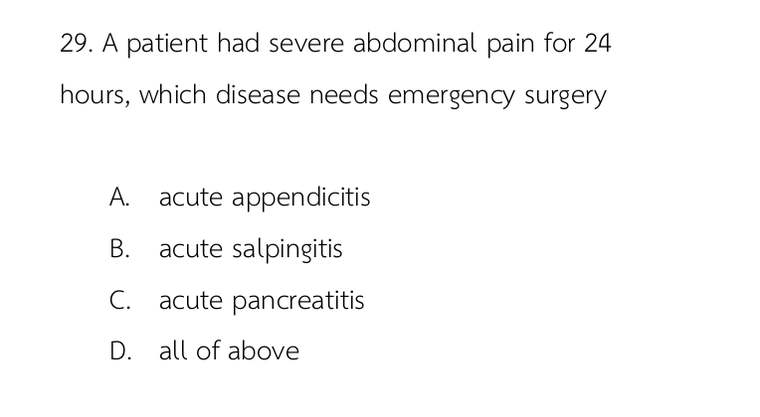 29. A patient had severe abdominal pain for 24
hours, which disease needs emergency surgery
A. acute appendicitis
B. acute salpingitis
C. acute pancreatitis
D. all of above